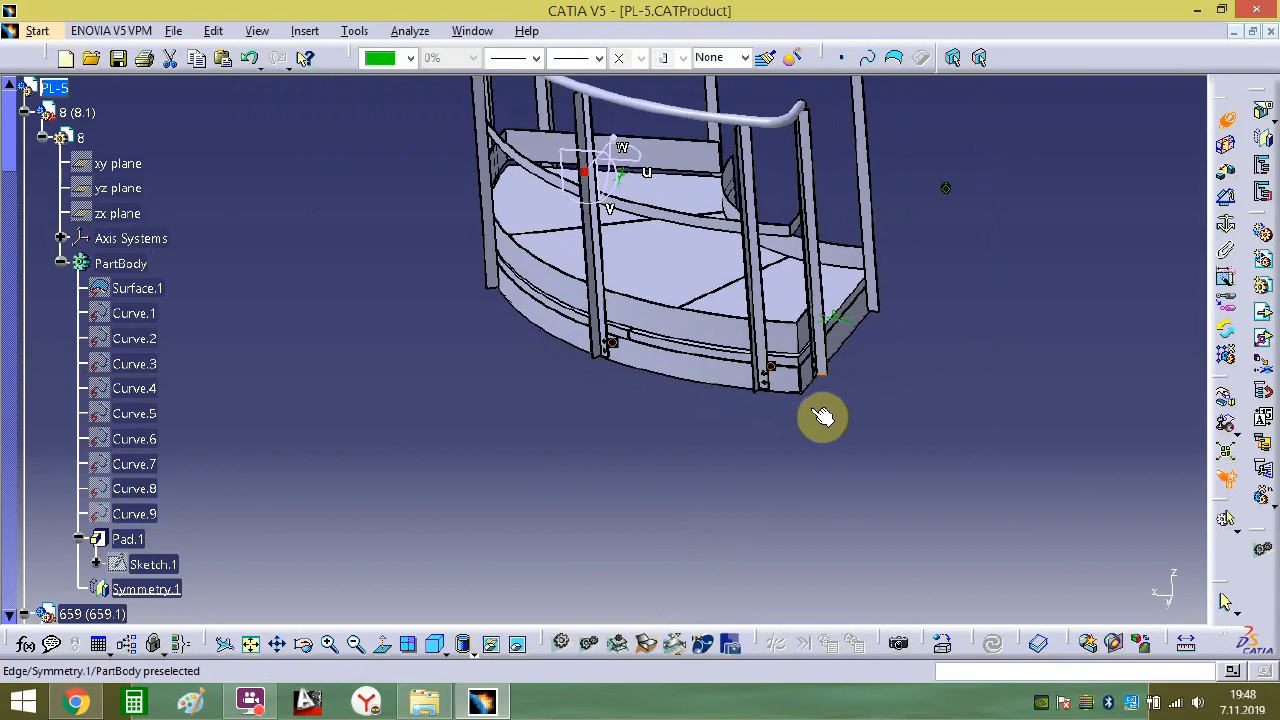 CATIA V5 - [PL-5.CATProduct]
Start ENOVIA V5 VPM File Edit View Insert Tools Analyze Window Help
0% None
PL-5
8 (8.1)
8
xy plane
yz plane
zx plane
Axis Systems
PartBody
Surface.1
Curve.1
Curve.2
Curve.3
Curve.4
Curve.5
Curve.6
Curve.7
Curve.8
Curve.9
Pad.1
Sketch.1
Symmetry.1
659 (659.1)
w
u
v
z
x
y
CATIA
Edge/Symmetry.1/PartBody preselected
19:48
7.11.2019